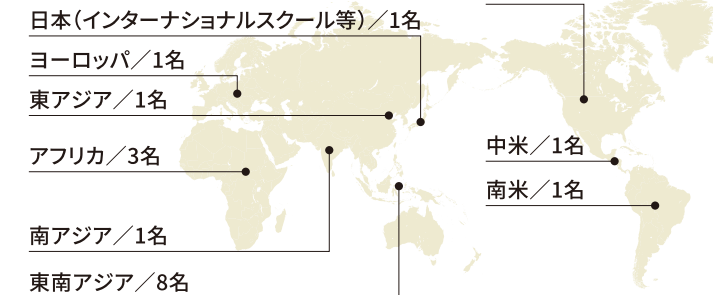 日本（インターナショナルスクール等）／1名
ヨーロッパ／1名
東アジア／1名
アフリカ／3名
南アジア／1名
東南アジア／8名
中米／1名
南米／1名